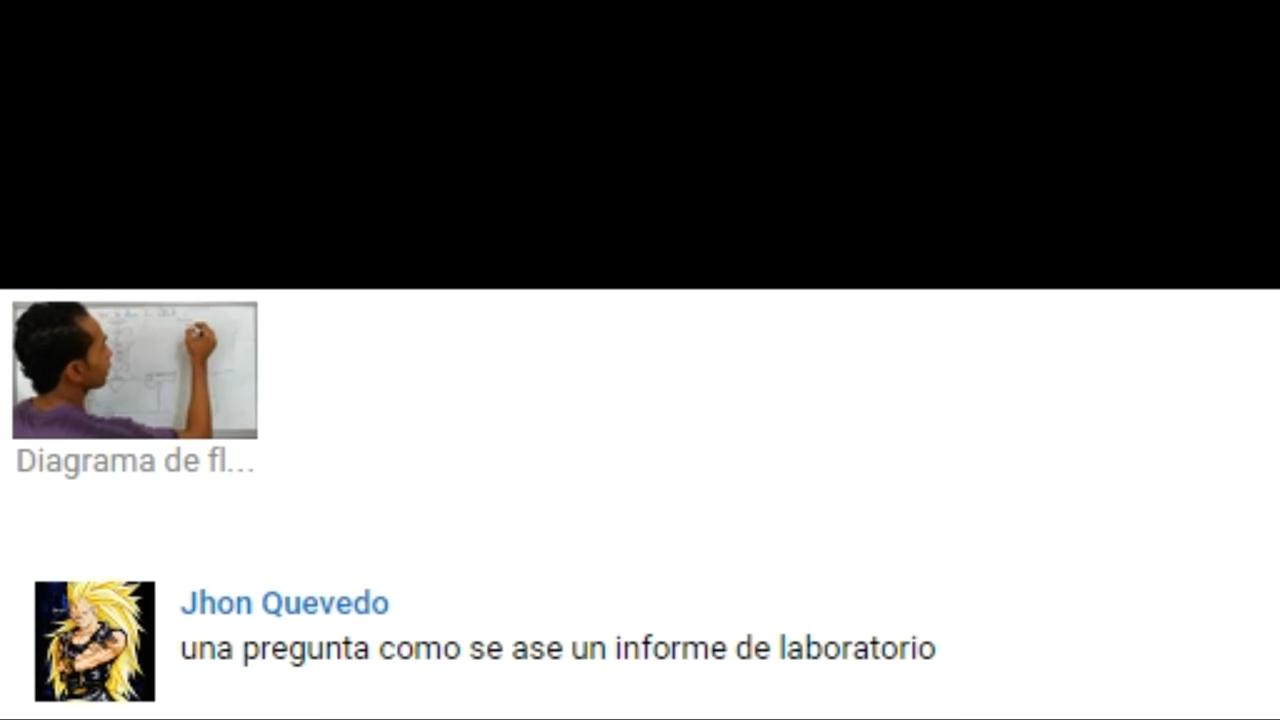 Diagrama de fl...
Jhon Quevedo
una pregunta como se ase un informe de laboratorio